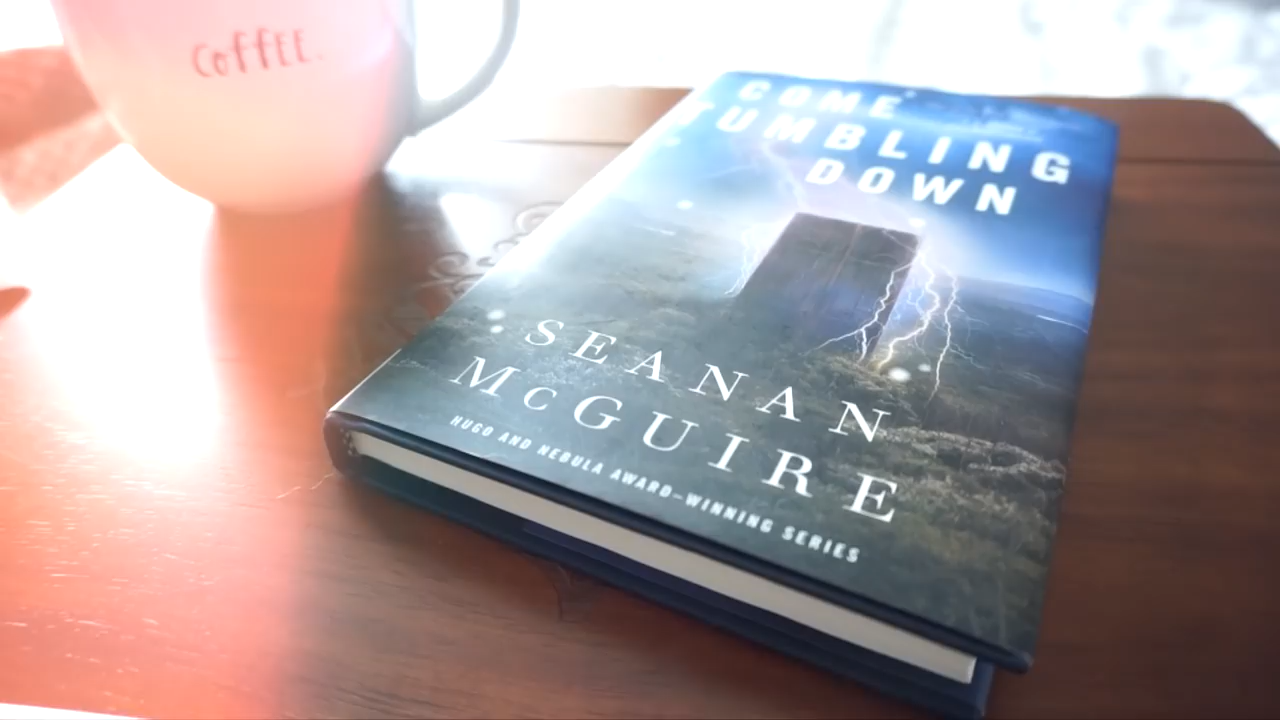 COFFEE.
COME
TUMBLING
DOWN
SEANAN
McGUIRE
HUGO AND NEBULA AWARD-WINNING SERIES